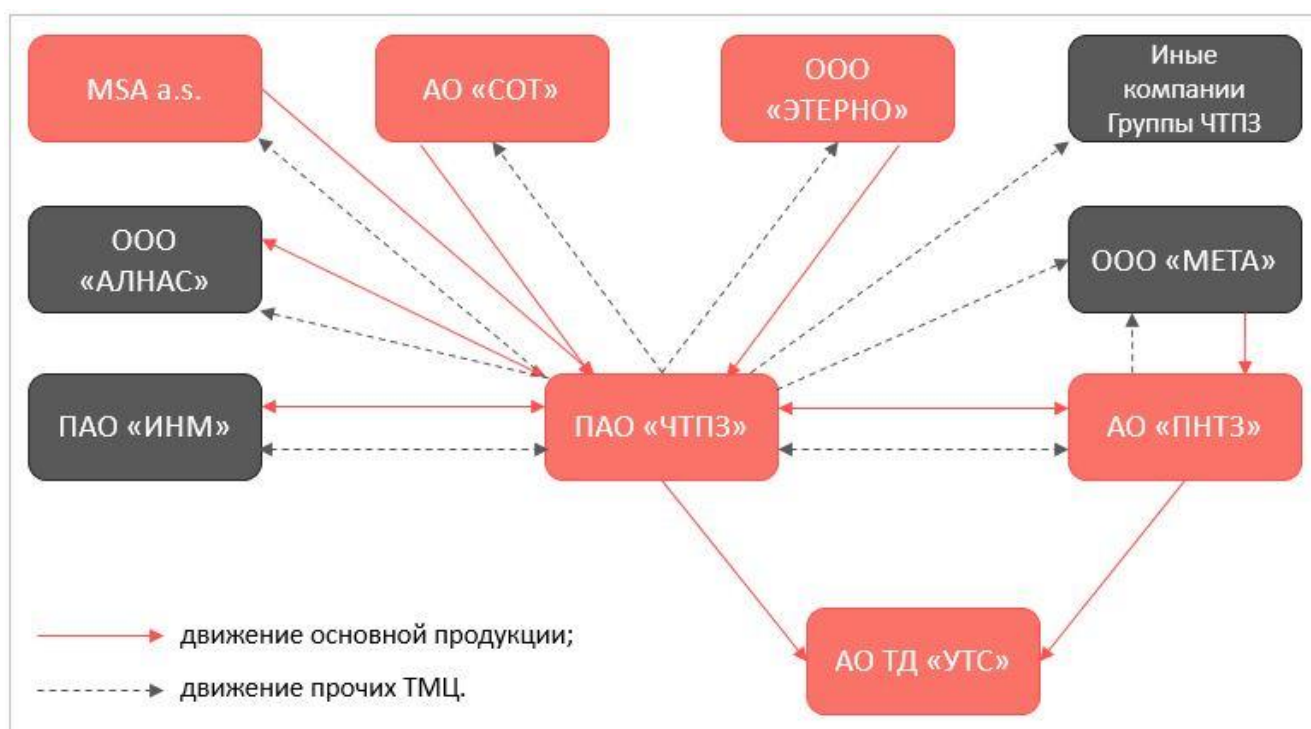 MSA a.s.
АО «СОТ»
ООО
«ЭТЕРНО»
Иные
компании
Группы ЧТПЗ
ООО
«АЛНАС»
ООО «МЕТА»
ПАО «ИНМ»
ПАО «ЧТПЗ»
АО «ПНТЗ»
АО ТД «УТС»
движение основной продукции;
движение прочих ТМЦ.